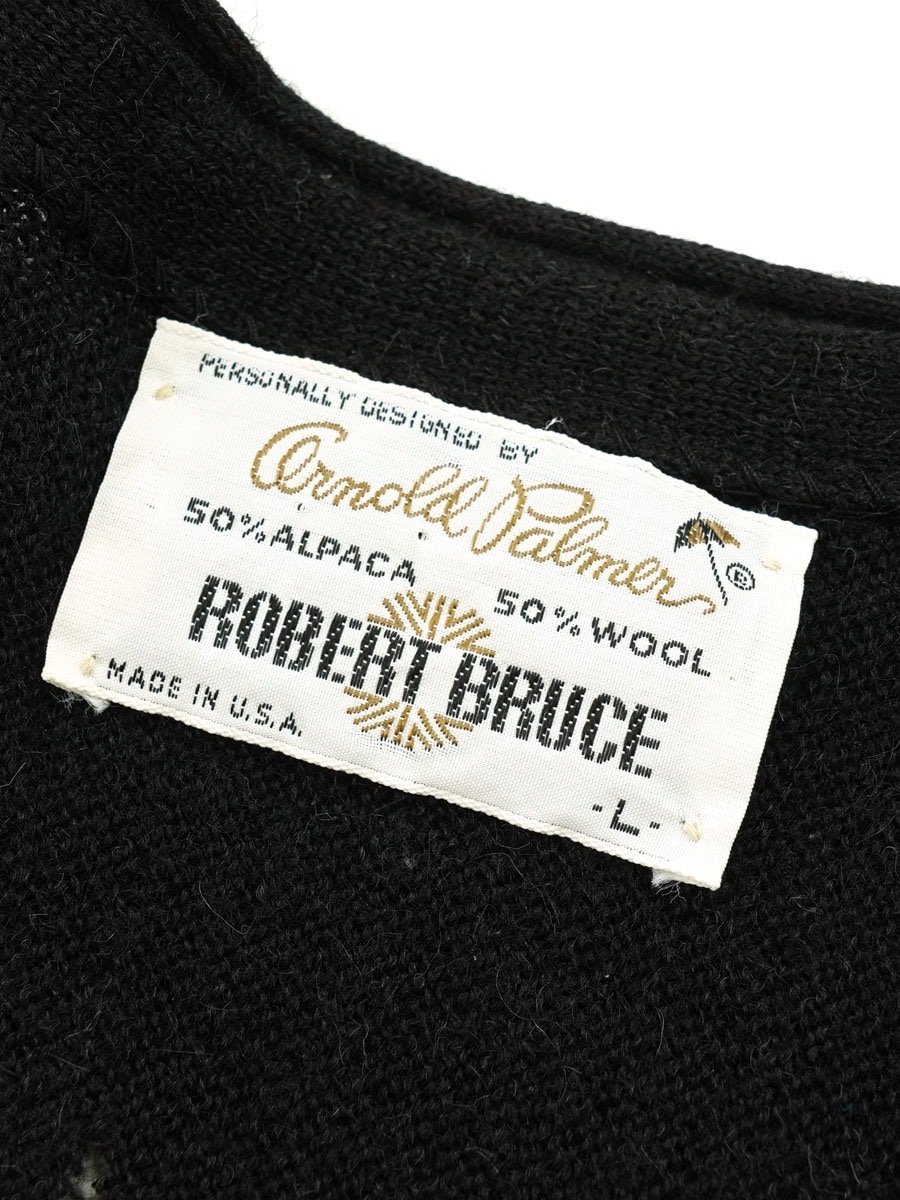 PERSONALLY DESIGNED BY
Arnold Palmer ®
50% ALPACA
50% WOOL
ROBERT BRUCE
MADE IN U.S.A.
-L-